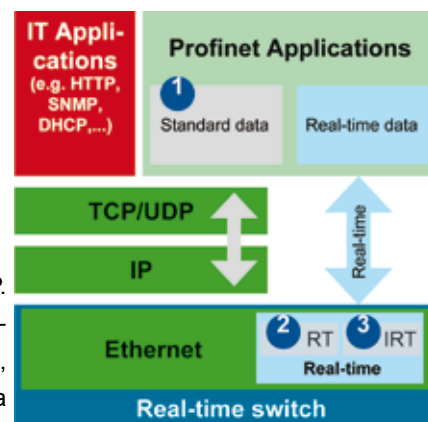 IT Appli-
cations
(e.g. HTTP,
SNMP,
DHCP,...)
Profinet Applications
1
Standard data
Real-time data
TCP/UDP
IP
Real-time
Ethernet
2 RT
3 IRT
Real-time
Real-time switch